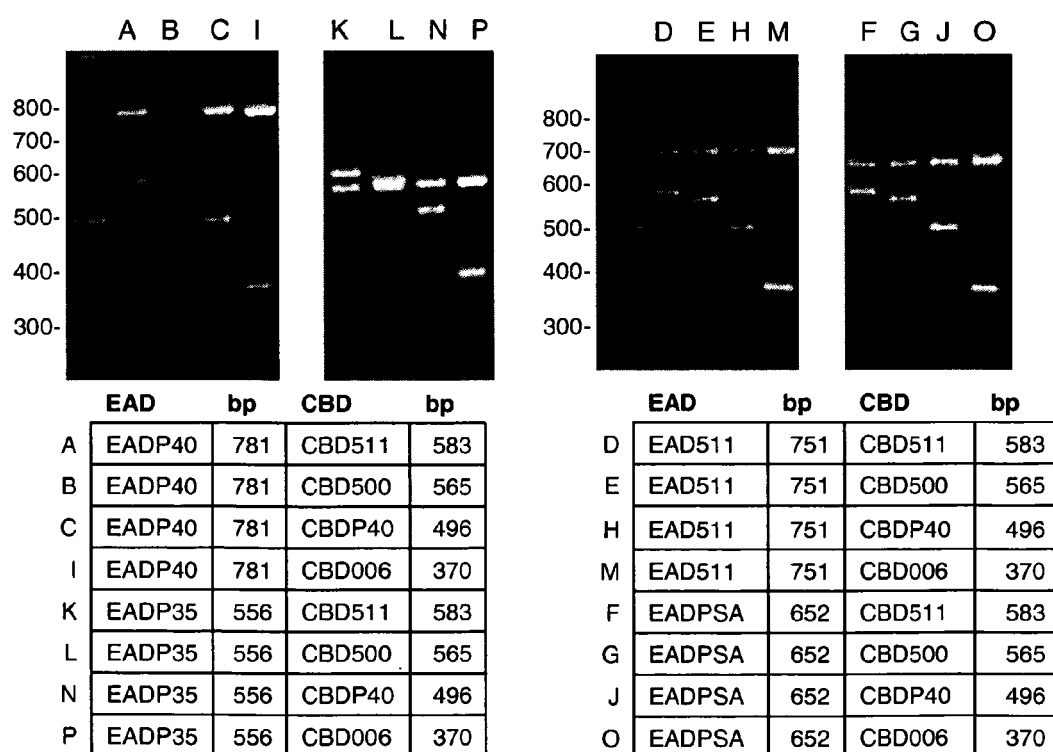 A B C I
K L N P
D E H M
F G J O
800-
700-
600-
500-
400-
300-
800-
700-
600-
500-
400-
300-
EAD bp CBD bp
A EADP40 781 CBD511 583
B EADP40 781 CBD500 565
C EADP40 781 CBDP40 496
I EADP40 781 CBD006 370
K EADP35 556 CBD511 583
L EADP35 556 CBD500 565
N EADP35 556 CBDP40 496
P EADP35 556 CBD006 370
EAD bp CBD bp
D EAD511 751 CBD511 583
E EAD511 751 CBD500 565
H EAD511 751 CBDP40 496
M EAD511 751 CBD006 370
F EADPSA 652 CBD511 583
G EADPSA 652 CBD500 565
J EADPSA 652 CBDP40 496
O EADPSA 652 CBD006 370